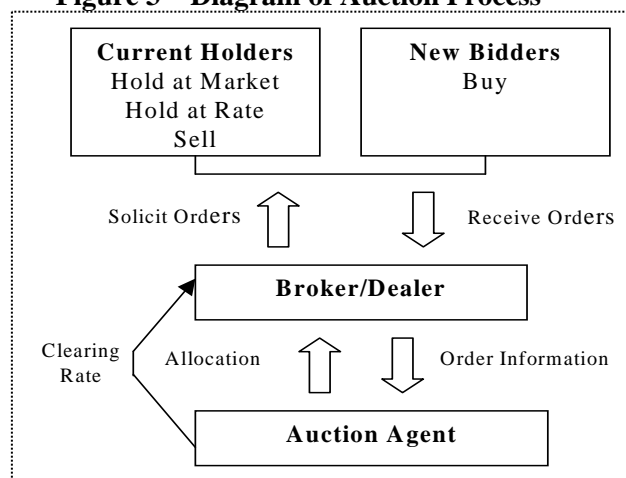 Figure 3 – Diagram of Auction Process
Current Holders
Hold at Market
Hold at Rate
Sell
New Bidders
Buy
Solicit Orders
Receive Orders
Broker/Dealer
Clearing
Rate
Allocation
Order Information
Auction Agent